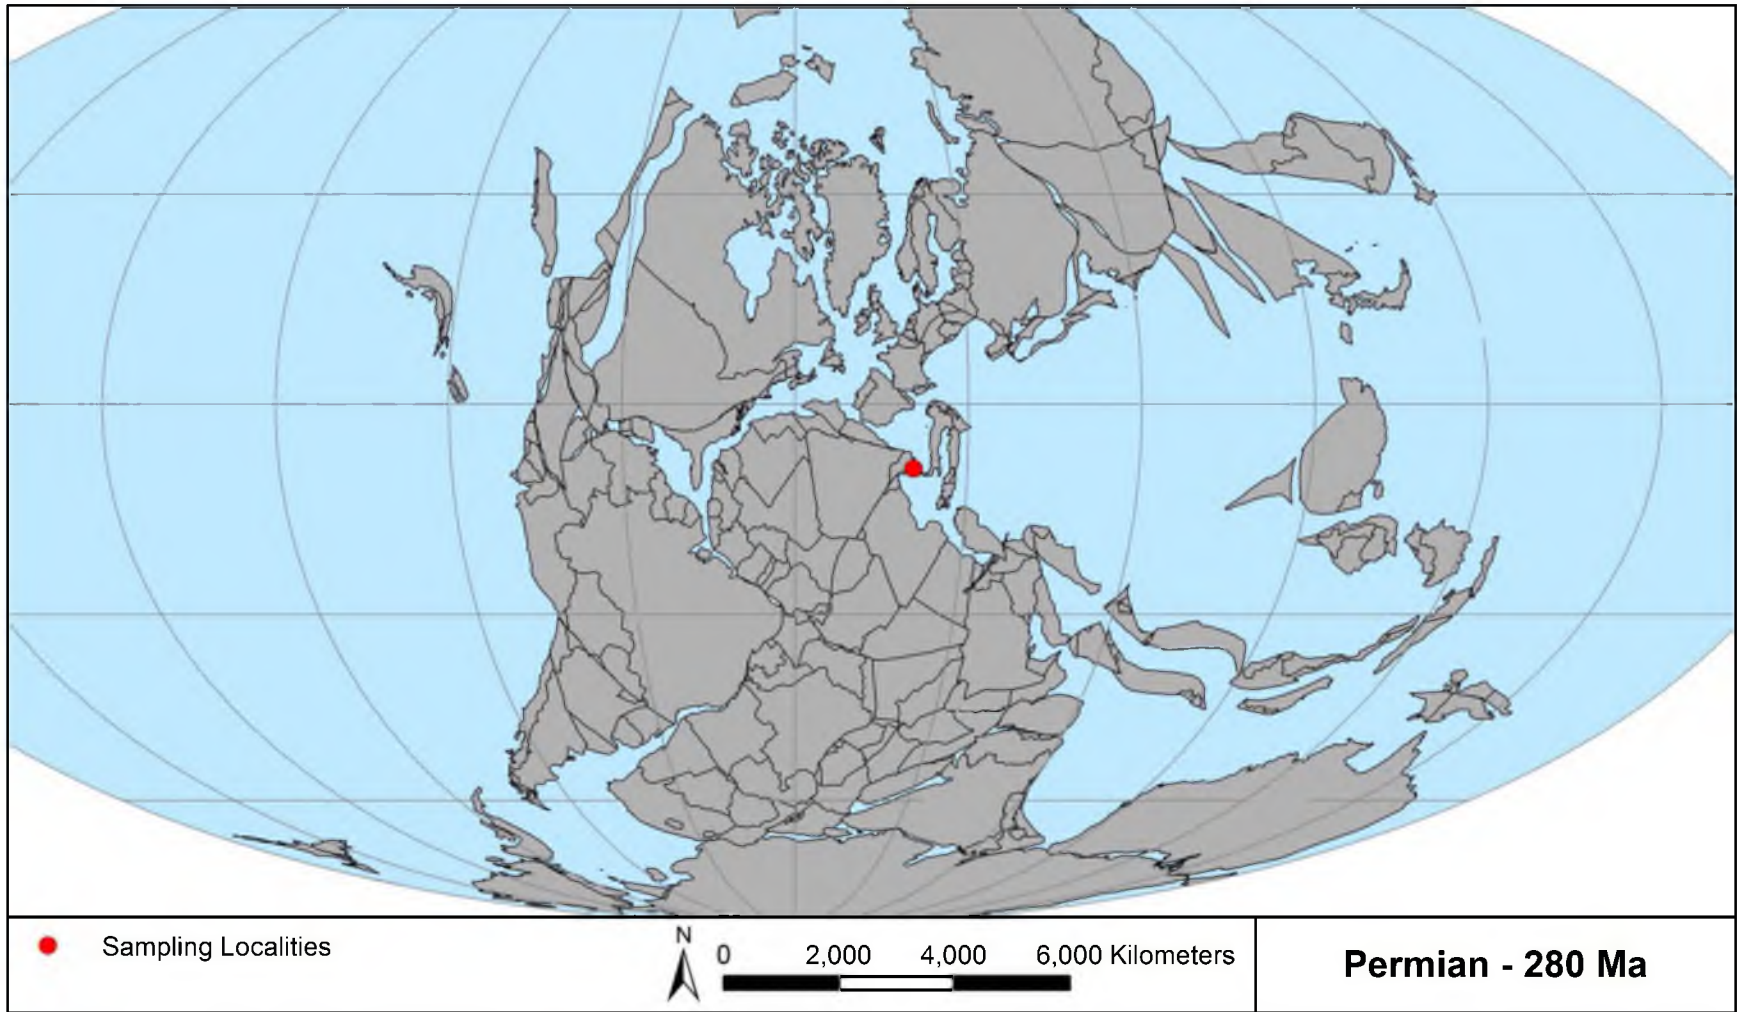 Sampling Localities
N
0 2,000 4,000 6,000 Kilometers
Permian - 280 Ma